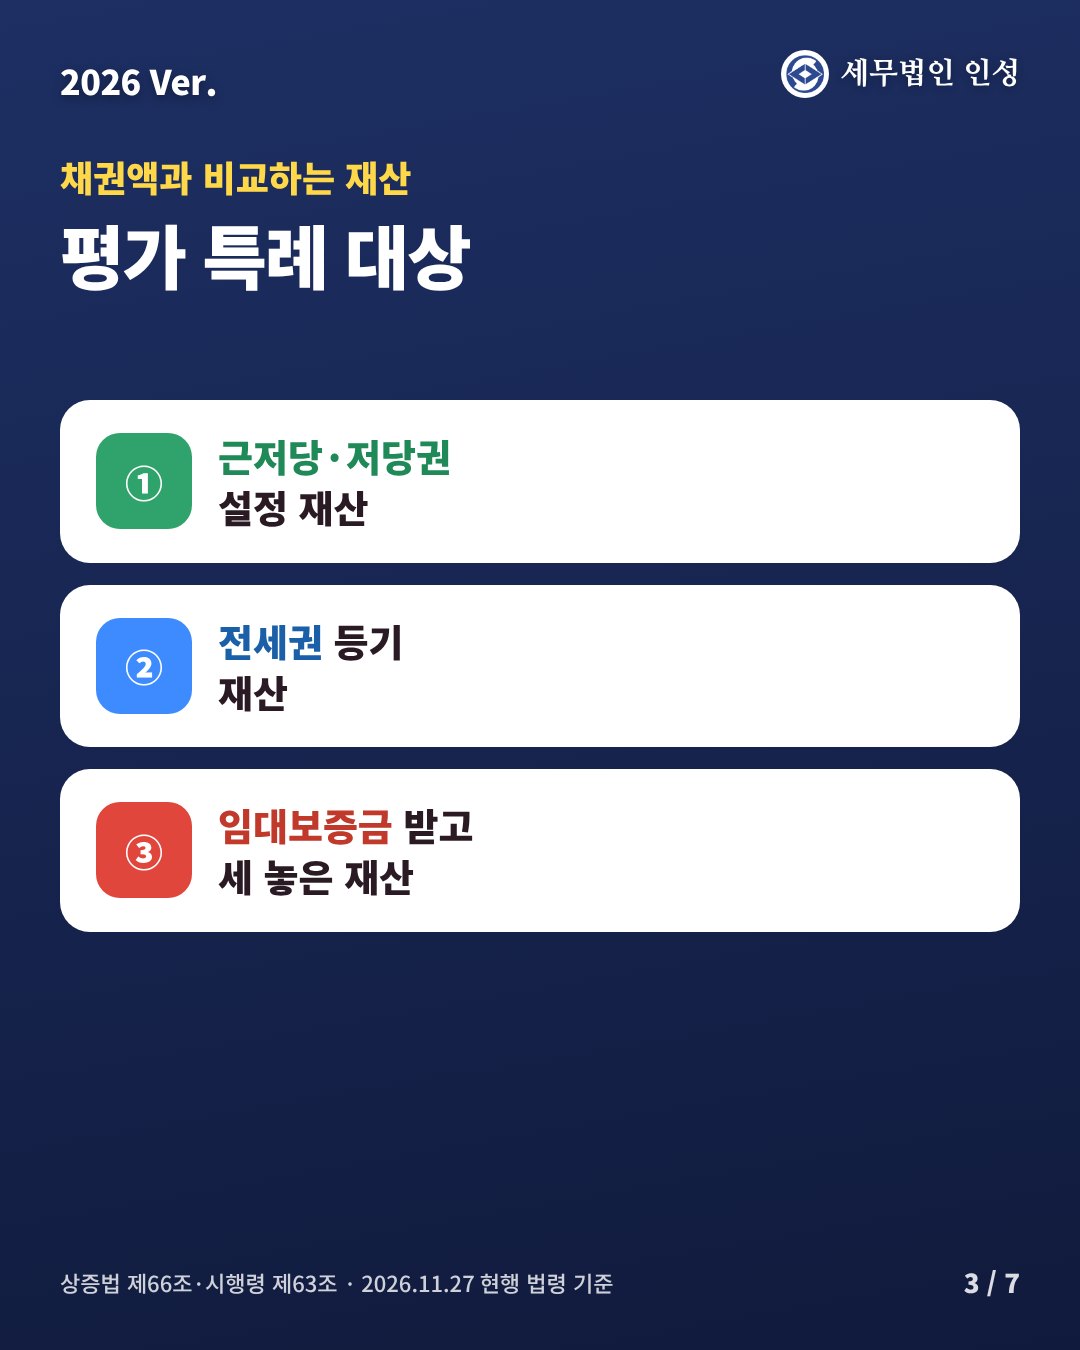 2026 Ver.
세무법인 인성
채권액과 비교하는 재산
평가 특례 대상
①
근저당·저당권
설정 재산
②
전세권 등기
재산
③
임대보증금 받고
세 놓은 재산
상증법 제66조·시행령 제63조 · 2026.11.27 현행 법령 기준
3 / 7